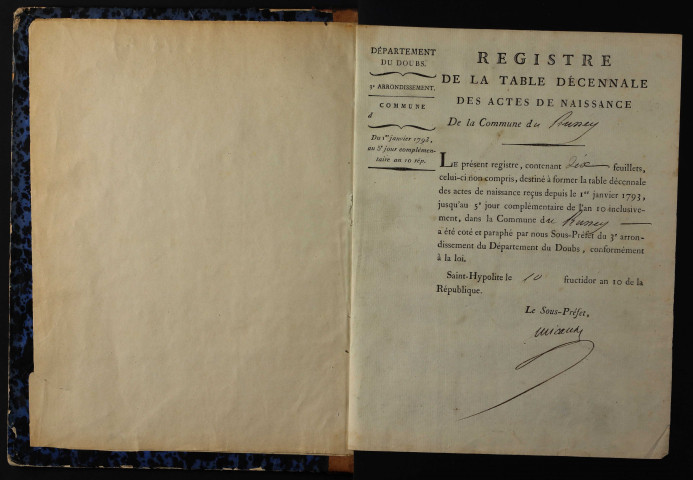 DÉPARTEMENT
DU DOUBS.
3e ARRONDISSEMENT.
COMMUNE
d
Du 1er janvier 1793,
au 5e jour complémen-
taire an 10 rép.
REGISTRE
DE LA TABLE DÉCENNALE
DES ACTES DE NAISSANCE
De la Commune du Russey
LE présent registre, contenant dix feuillets,
celui-ci non compris, destiné à former la table décennale
des actes de naissance reçus depuis le 1er janvier 1793,
jusqu'au 5e jour complémentaire de l'an 10 inclusive-
ment, dans la Commune du Russey
a été coté et paraphé par nous Sous-Préfet du 3e arron-
dissement du Département du Doubs, conformément
à la loi.
Saint-Hypolite le 10 fructidor an 10 de la
République.
Le Sous-Préfet,